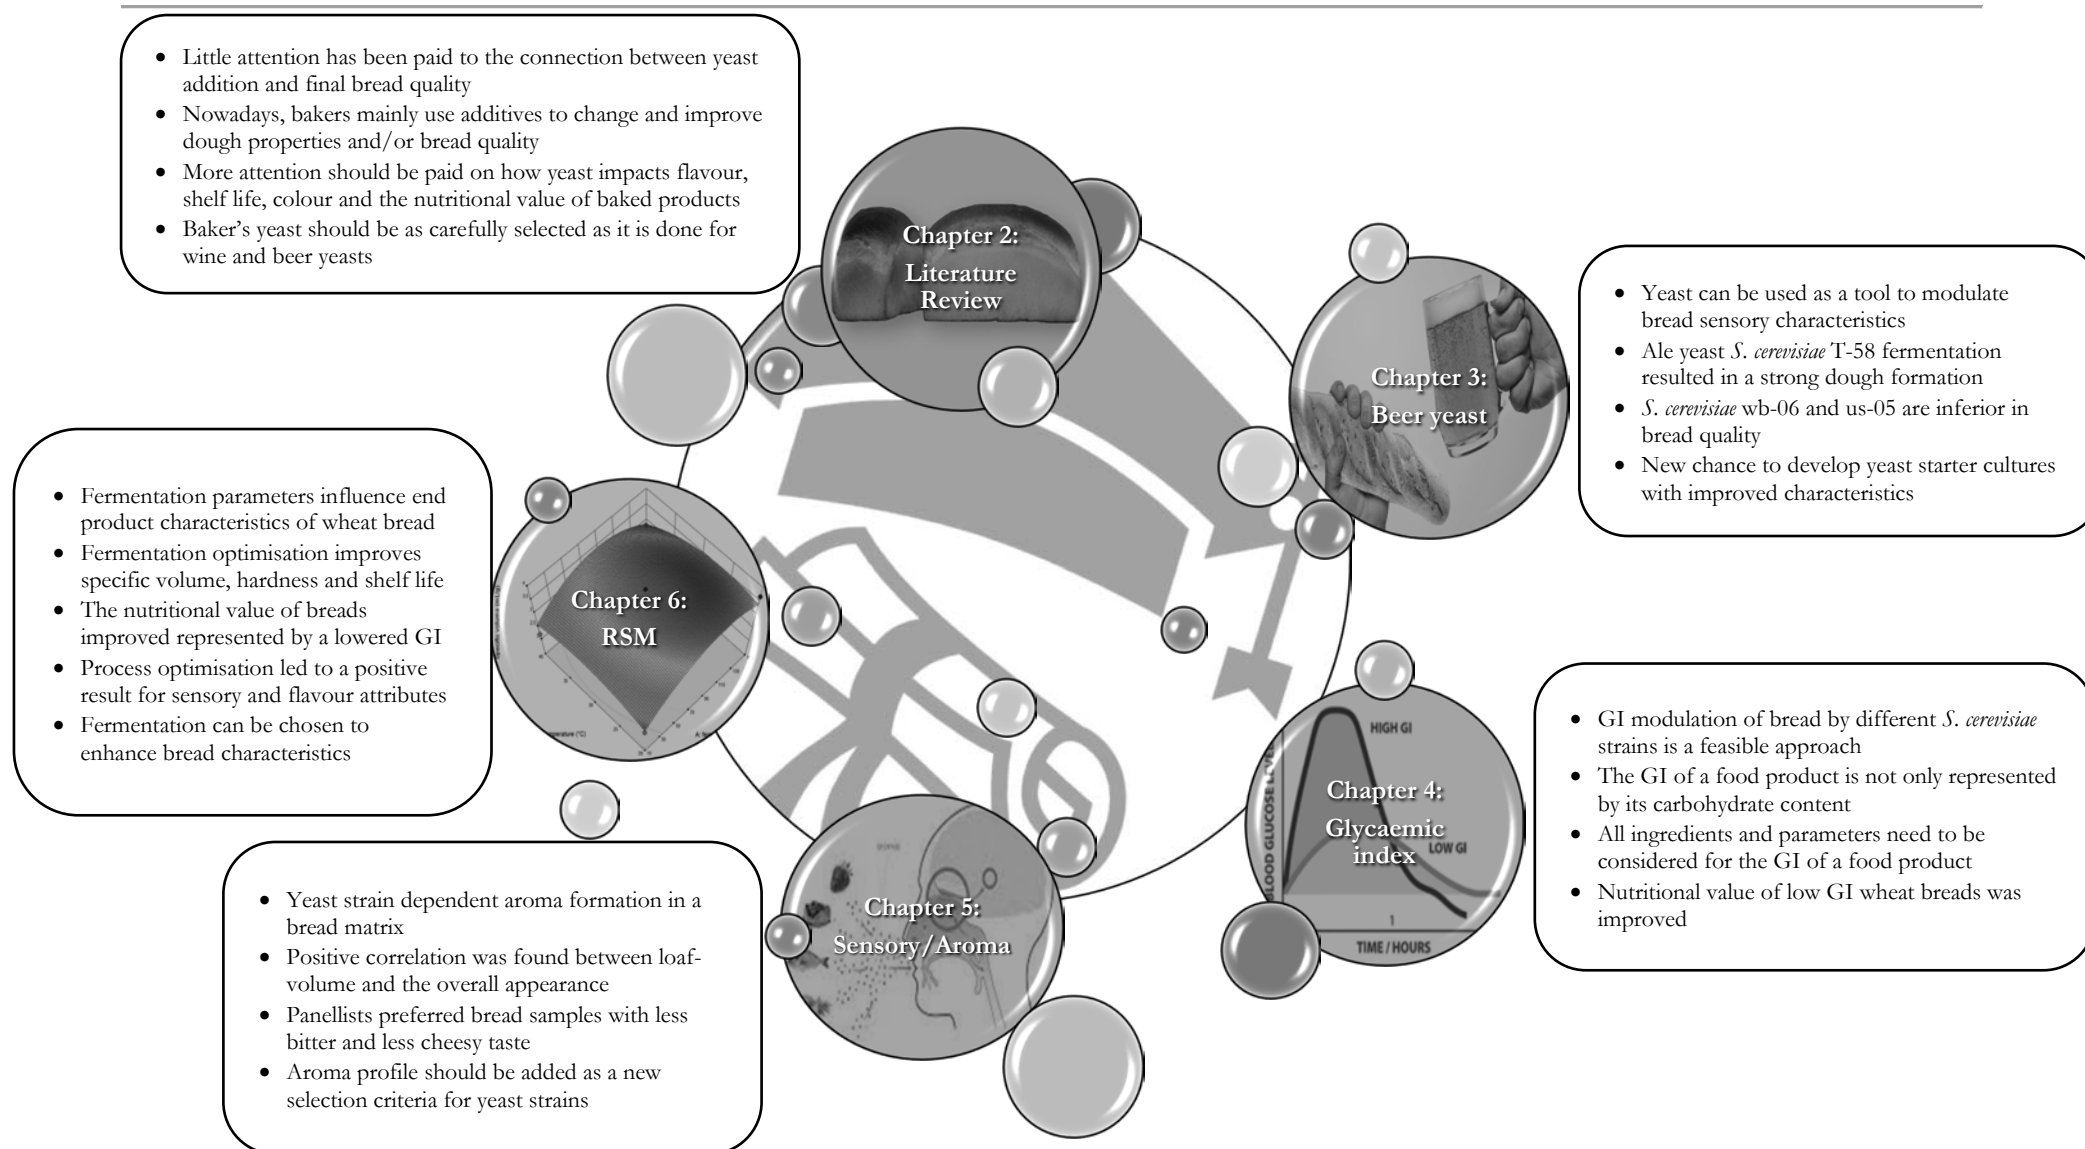 • Little attention has been paid to the connection between yeast
addition and final bread quality
• Nowadays, bakers mainly use additives to change and improve
dough properties and/or bread quality
• More attention should be paid on how yeast impacts flavour,
shelf life, colour and the nutritional value of baked products
• Baker's yeast should be as carefully selected as it is done for
wine and beer yeasts
Chapter 2:
Literature
Review
Chapter 3:
Beer yeast
• Yeast can be used as a tool to modulate
bread sensory characteristics
• Ale yeast S. cerevisiae T-58 fermentation
resulted in a strong dough formation
• S. cerevisiae wb-06 and us-05 are inferior in
bread quality
• New chance to develop yeast starter cultures
with improved characteristics
• Fermentation parameters influence end
product characteristics of wheat bread
• Fermentation optimisation improves
specific volume, hardness and shelf life
• The nutritional value of breads
improved represented by a lowered GI
• Process optimisation led to a positive
result for sensory and flavour attributes
• Fermentation can be chosen to
enhance bread characteristics
Chapter 6:
RSM
Chapter 4:
Glycaemic
index
HIGH GI
LOW GI
BLOOD GLUCOSE LEVEL
1
TIME / HOURS
• GI modulation of bread by different S. cerevisiae
strains is a feasible approach
• The GI of a food product is not only represented
by its carbohydrate content
• All ingredients and parameters need to be
considered for the GI of a food product
• Nutritional value of low GI wheat breads was
improved
• Yeast strain dependent aroma formation in a
bread matrix
• Positive correlation was found between loaf-
volume and the overall appearance
• Panellists preferred bread samples with less
bitter and less cheesy taste
• Aroma profile should be added as a new
selection criteria for yeast strains
Chapter 5:
Sensory/Aroma